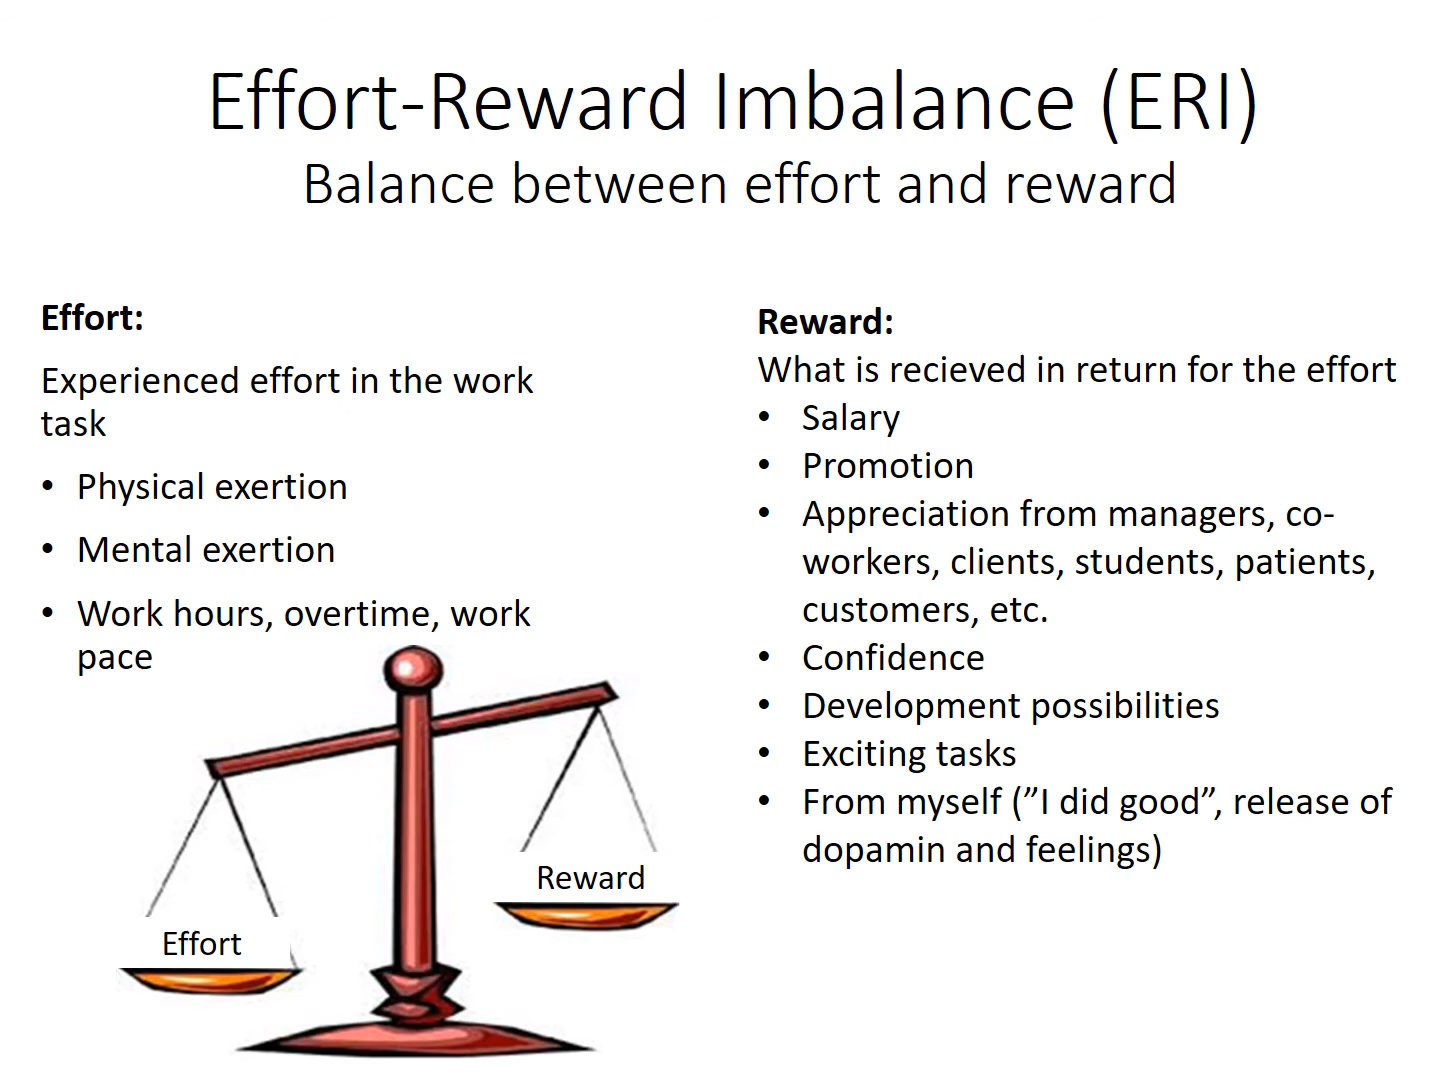 Effort-Reward Imbalance (ERI)
Balance between effort and reward
Effort:
Experienced effort in the work
task
• Physical exertion
• Mental exertion
• Work hours, overtime, work
pace
Reward:
What is recieved in return for the effort
• Salary
• Promotion
• Appreciation from managers, co-
workers, clients, students, patients,
customers, etc.
• Confidence
• Development possibilities
• Exciting tasks
• From myself (”I did good”, release of
dopamin and feelings)
Reward
Effort